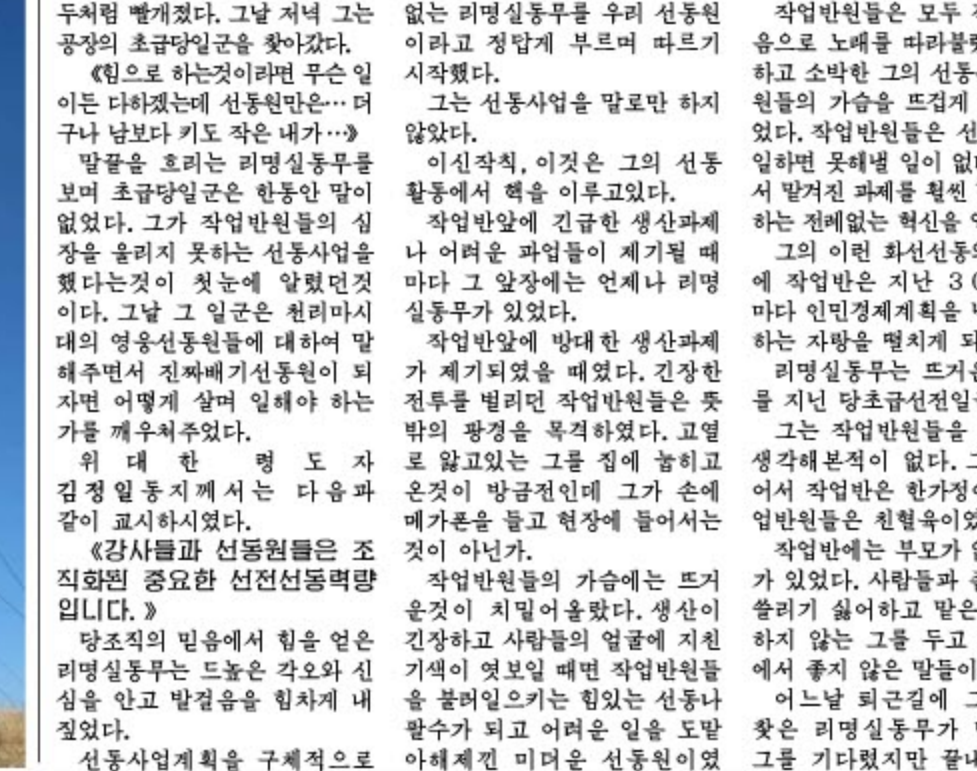 두처럼 빨개졌다. 그날 저녁 그는
공장의 초급당일군을 찾아갔다.
《힘으로 하는것이라면 무슨 일
이든 다하겠는데 선동원만은… 더
구나 남보다 키도 작은 내가…》
말끝을 흐리는 리명실동무를
보며 초급당일군은 한동안 말이
없었다. 그가 작업반원들의 심
장을 울리지 못하는 선동사업을
했다는것이 첫눈에 알렸던것
이다. 그날 그 일군은 천리마시
대의 영웅선동원들에 대하여 말
해주면서 진짜배기선동원이 되
자면 어떻게 살며 일해야 하는
가를 깨우쳐주었다.
위대한 령도자
김정일동지께서는 다음과
같이 교시하시였다.
《강사들과 선동원들은 조
직화된 중요한 선전선동력량
입니다.》
당조직의 믿음에서 힘을 얻은
리명실동무는 드높은 각오와 신
심을 안고 발걸음을 힘차게 내
짚었다.
선동사업계획을 구체적으로
없는 리명실동무를 우리 선동원
이라고 정답게 부르며 따르기
시작했다.
그는 선동사업을 말로만 하지
않았다.
이신작칙, 이것은 그의 선동
활동에서 핵을 이루고있다.
작업반앞에 긴급한 생산과제
나 어려운 과업들이 제기될 때
마다 그 앞장에는 언제나 리명
실동무가 있었다.
작업반앞에 방대한 생산과제
가 제기되였을 때였다. 긴장한
전투를 벌리던 작업반원들은 뜻
밖의 광경을 목격하였다. 고열
로 앓고있는 그를 집에 눕히고
온것이 방금전인데 그가 손에
메가폰을 들고 현장에 들어서는
것이 아닌가.
작업반원들의 가슴에는 뜨거
운것이 치밀어올랐다. 생산이
긴장하고 사람들의 얼굴에 지친
기색이 엿보일 때면 작업반원들
을 불러일으키는 힘있는 선동나
팔수가 되고 어려운 일을 도맡
아해제낀 미더운 선동원이였
작업반원들은 모두
음으로 노래를 따라불렀
하고 소박한 그의 선동
원들의 가슴을 뜨겁게
었다. 작업반원들은
일하면 못해낼 일이
서 맡겨진 과제를 훨씬
하는 전례없는 혁신을
그의 이런 화선선동
에 작업반은 지난 30
마다 인민경제계획을
하는 자랑을 떨치게
리명실동무는 뜨거운
를 지닌 당초급선전일
그는 작업반원들을
생각해본적이 없다.
어서 작업반은 한가정
업반원들은 친혈육이
작업반에는 부모가
가 있었다. 사람들과
쓸리기 싫어하고 맡은
하지 않는 그를 두고
에서 좋지 않은 말들이
어느날 퇴근길에
찾은 리명실동무가
그를 기다렸지만